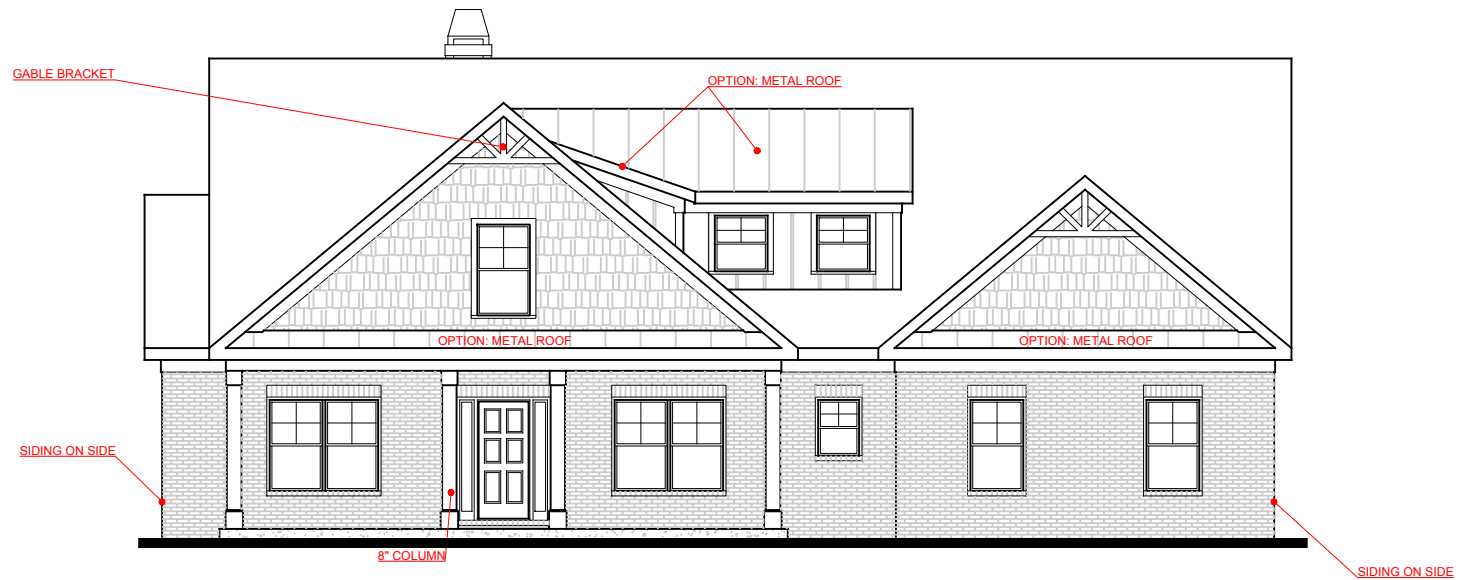 GABLE BRACKET
OPTION: METAL ROOF
OPTION: METAL ROOF
OPTION: METAL ROOF
SIDING ON SIDE
8" COLUMN
SIDING ON SIDE